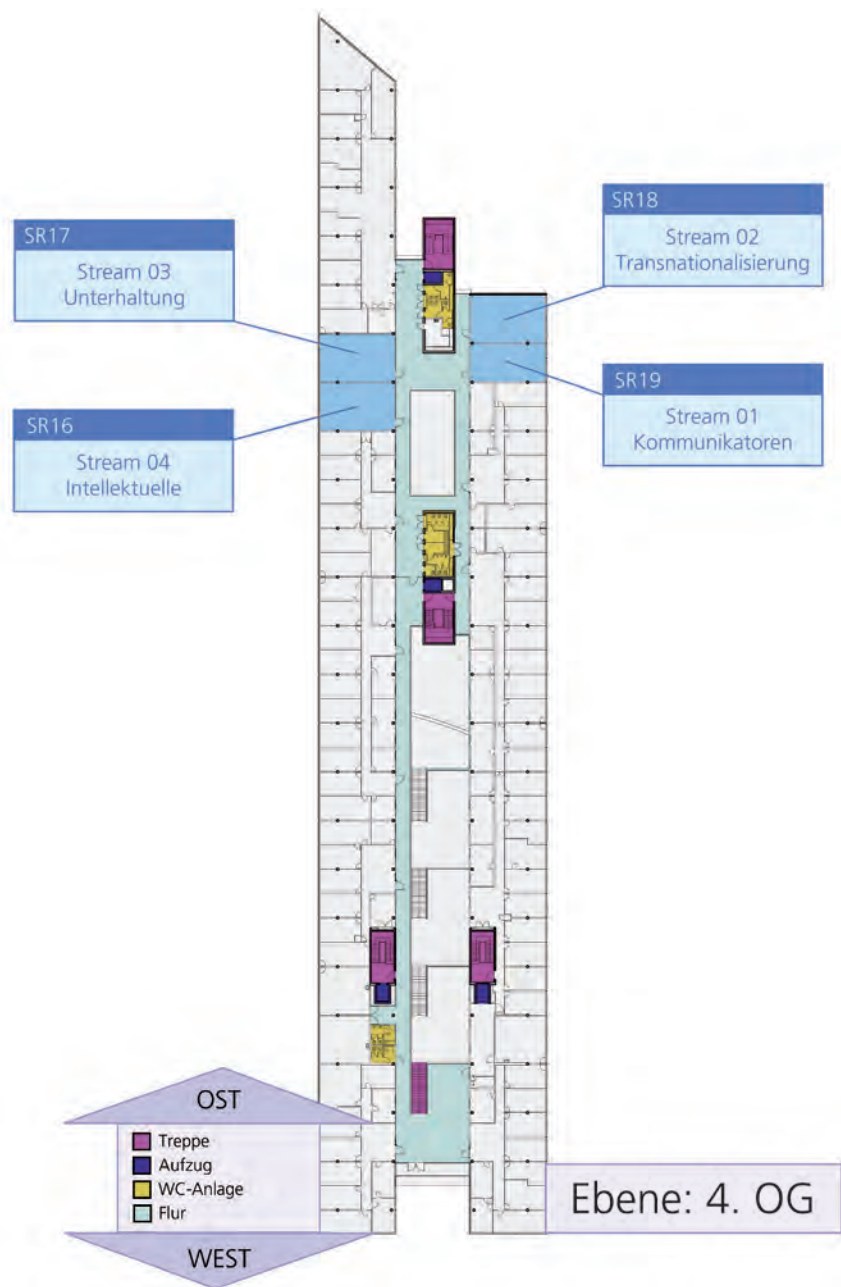 SR17
Stream 03
Unterhaltung
SR18
Stream 02
Transnationalisierung
SR16
Stream 04
Intellektuelle
SR19
Stream 01
Kommunikatoren
OST
Treppe
Aufzug
WC-Anlage
Flur
WEST
Ebene: 4. OG